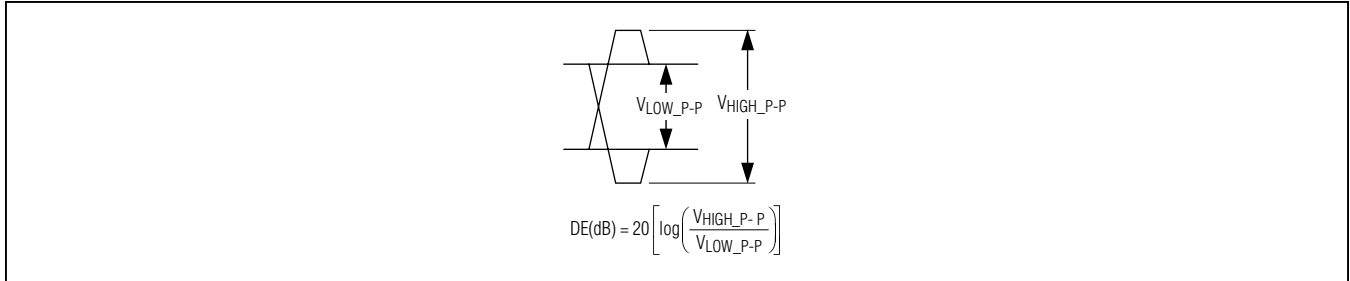 VLOW_P-P VHIGH_P-P
DE(dB) = 20 [log(VHIGH_P- P / VLOW_P-P)]